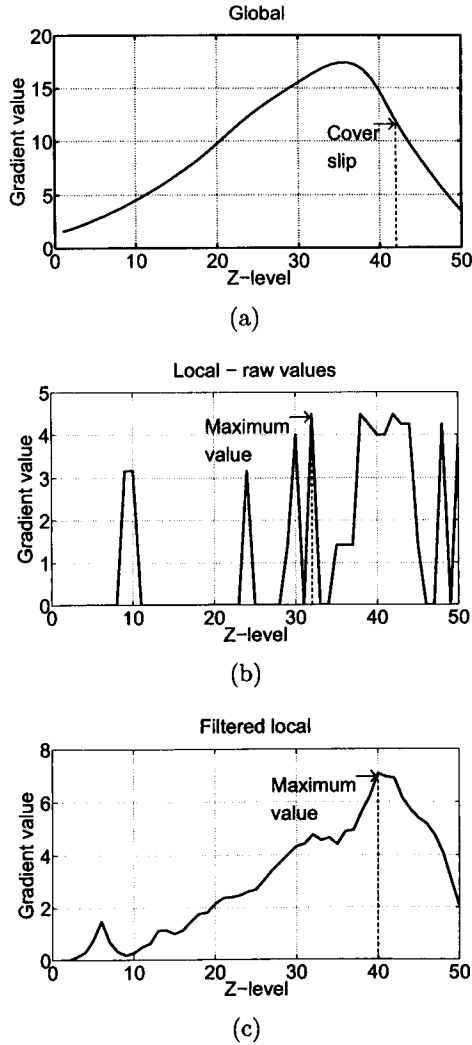 Global
20
15
10
5
0
Gradient value
Cover
slip
0 10 20 30 40 50
Z-level
(a)
Local - raw values
5
4
3
2
1
0
Gradient value
Maximum
value
0 10 20 30 40 50
Z-level
(b)
Filtered local
8
6
4
2
0
Gradient value
Maximum
value
0 10 20 30 40 50
Z-level
(c)